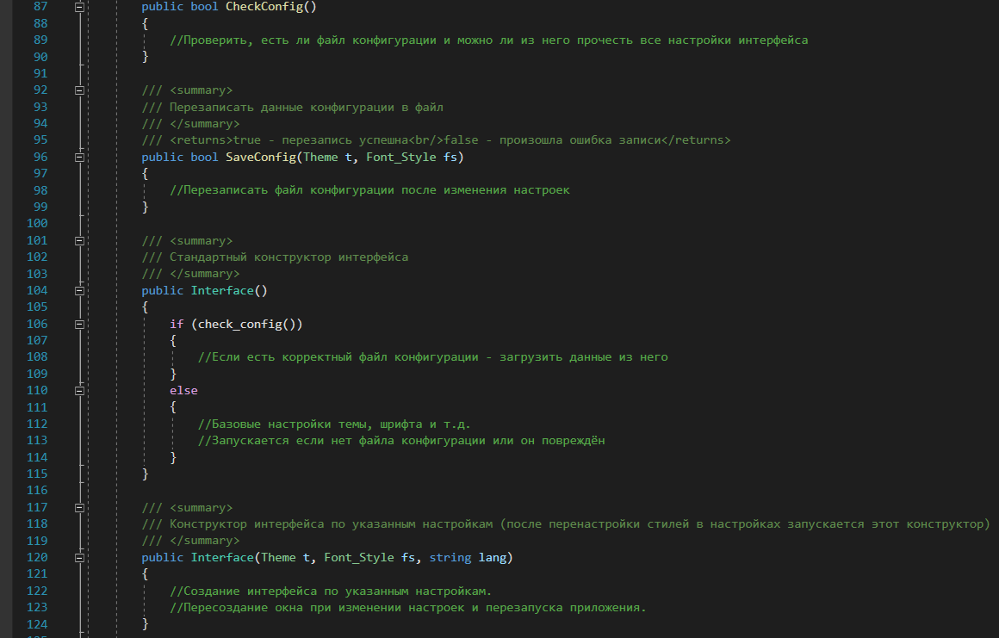 87 public bool CheckConfig()
88 {
89 //Проверить, есть ли файл конфигурации и можно ли из него прочесть все настройки интерфейса
90 }
91
92 /// <summary>
93 /// Перезаписать данные конфигурации в файл
94 /// </summary>
95 /// <returns>true - перезапись успешна<br/>false - произошла ошибка записи</returns>
96 public bool SaveConfig(Theme t, Font_Style fs)
97 {
98 //Перезаписать файл конфигурации после изменения настроек
99 }
100
101 /// <summary>
102 /// Стандартный конструктор интерфейса
103 /// </summary>
104 public Interface()
105 {
106 if (check_config())
107 {
108 //Если есть корректный файл конфигурации - загрузить данные из него
109 }
110 else
111 {
112 //Базовые настройки темы, шрифта и т.д.
113 //Запускается если нет файла конфигурации или он повреждён
114 }
115 }
116
117 /// <summary>
118 /// Конструктор интерфейса по указанным настройкам (после перенастройки стилей в настройках запускается этот конструктор)
119 /// </summary>
120 public Interface(Theme t, Font_Style fs, string lang)
121 {
122 //Создание интерфейса по указанным настройкам.
123 //Пересоздание окна при изменении настроек и перезапуска приложения.
124 }